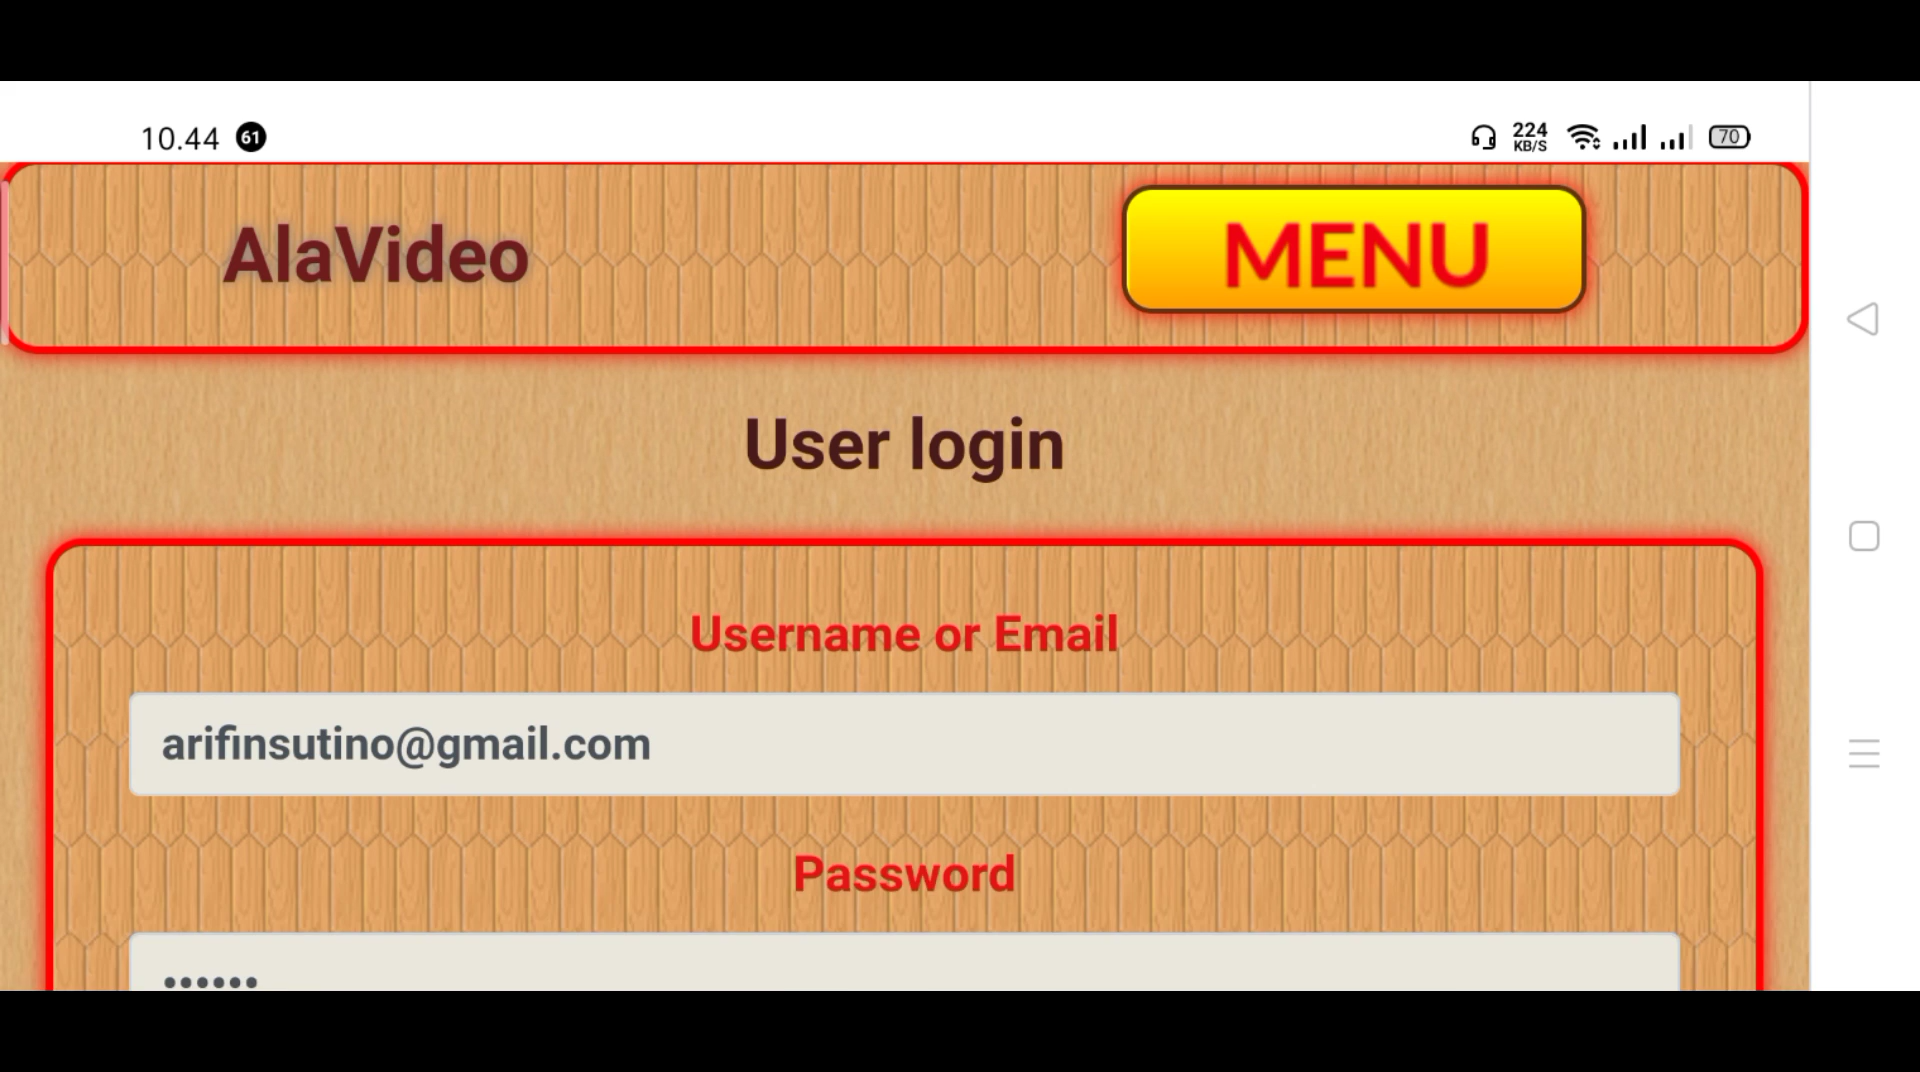 10.44 61 224 KB/S 70
AlaVideo MENU
User login
Username or Email
arifinsutino@gmail.com
Password
••••••